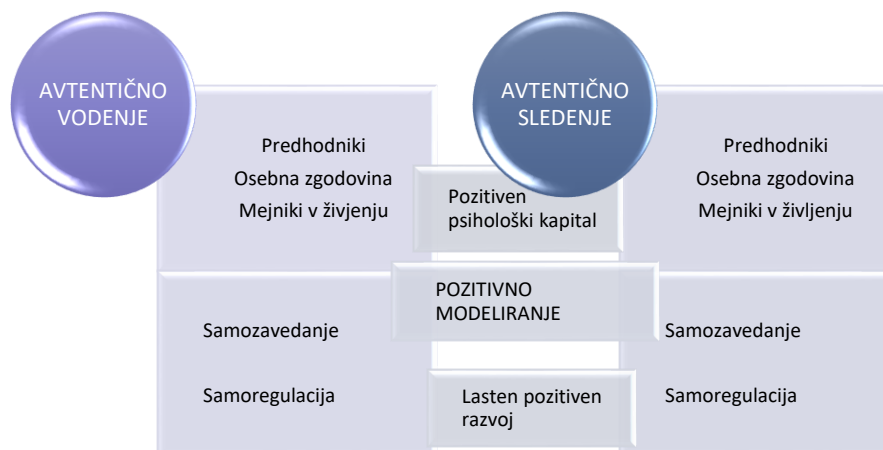 AVTENTIČNO
VODENJE
Predhodniki
Osebna zgodovina
Mejniki v živjenju
AVTENTIČNO
SLEDENJE
Predhodniki
Osebna zgodovina
Mejniki v življenju
Pozitiven
psihološki kapital
POZITIVNO
MODELIRANJE
Lasten pozitiven
razvoj
Samozavedanje
Samoregulacija
Samozavedanje
Samoregulacija